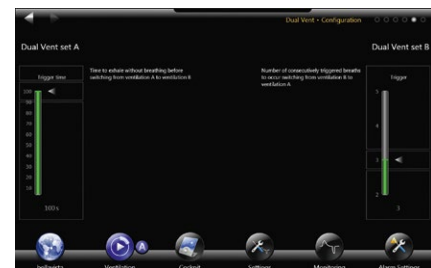 Dual Vent • Configuration
Dual Vent set A
Dual Vent set B
Trigger time
Time to exhale without breathing before
switching from ventilation A to ventilation B
Number of consecutively triggered breaths
to occur switching from ventilation B to
ventilation A
Trigger
100
90
80
70
60
50
40
30
20
10
100 s
5
4
3
2
3
A
bellavista
Ventilation
Cockpit
Settings
Monitoring
Alarm Settings